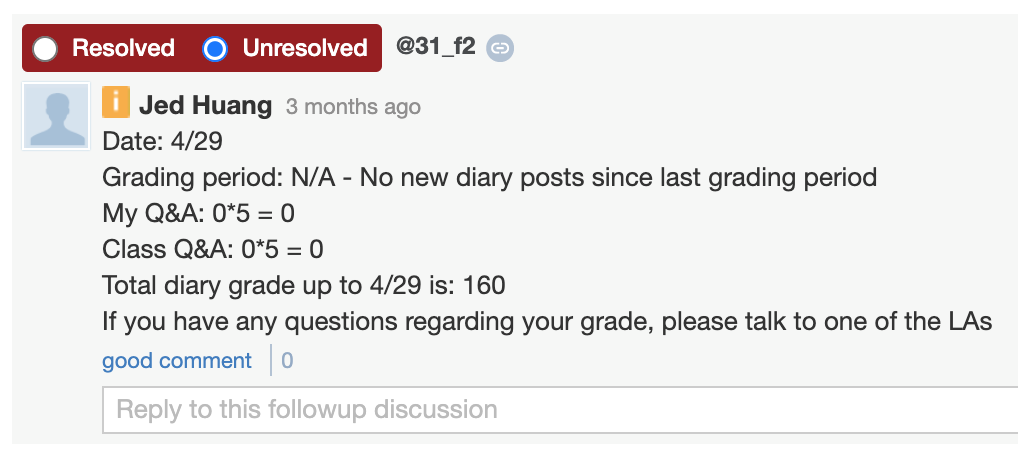 Resolved Unresolved @31_f2
i Jed Huang 3 months ago
Date: 4/29
Grading period: N/A - No new diary posts since last grading period
My Q&A: 0*5 = 0
Class Q&A: 0*5 = 0
Total diary grade up to 4/29 is: 160
If you have any questions regarding your grade, please talk to one of the LAs
good comment 0
Reply to this followup discussion